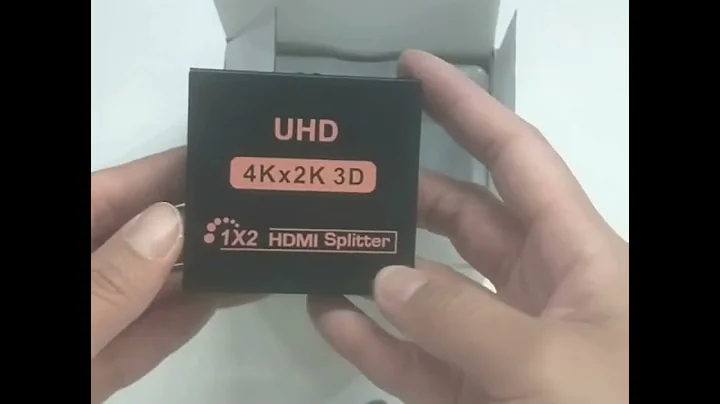 UHD
4Kx2K 3D
1X2 HDMI Splitter